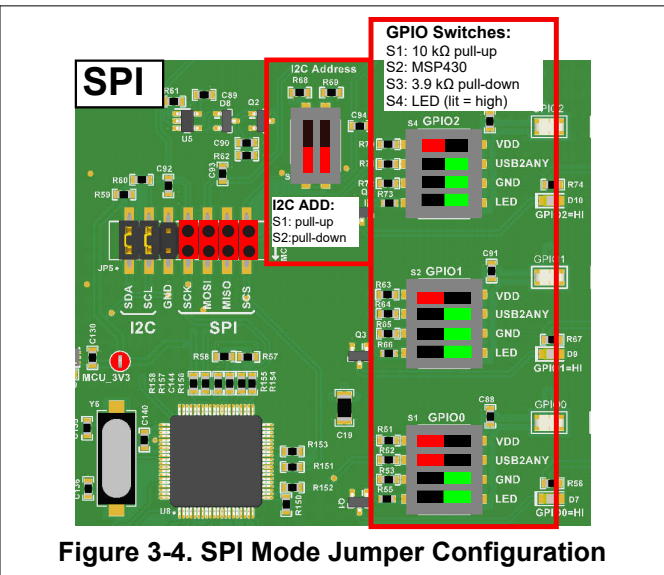 SPI
GPIO Switches:
S1: 10 kΩ pull-up
S2: MSP430
S3: 3.9 kΩ pull-down
S4: LED (lit = high)
I2C Address
R68 R69
R61
C89
D8
Q2
U5
C90
R62
C93
C92
R60
R59
C94
I2C ADD:
S1: pull-up
S2:pull-down
S4 GPIO2
VDD
USB2ANY
GND
LED
R73
R74
D10
GPIO2=HI
JP5
SDA
SCL
GND
SCK
MOSI
MISO
SCS
I2C SPI
C91
S2 GPIO1
GPIO1
R63
R64
R65
R66
VDD
USB2ANY
GND
LED
R67
D9
GPIO1=HI
Q3
C130
MCU_3V3
R58 R57
R158
R157
C144
R156
R155
R154
Y6
C140
C136
C19
R153
R151
R152
R150
U8
C88
S1 GPIO0
GPIO0
R51
R52
R53
R55
VDD
USB2ANY
GND
LED
R56
D7
GPIO0=HI
Figure 3-4. SPI Mode Jumper Configuration